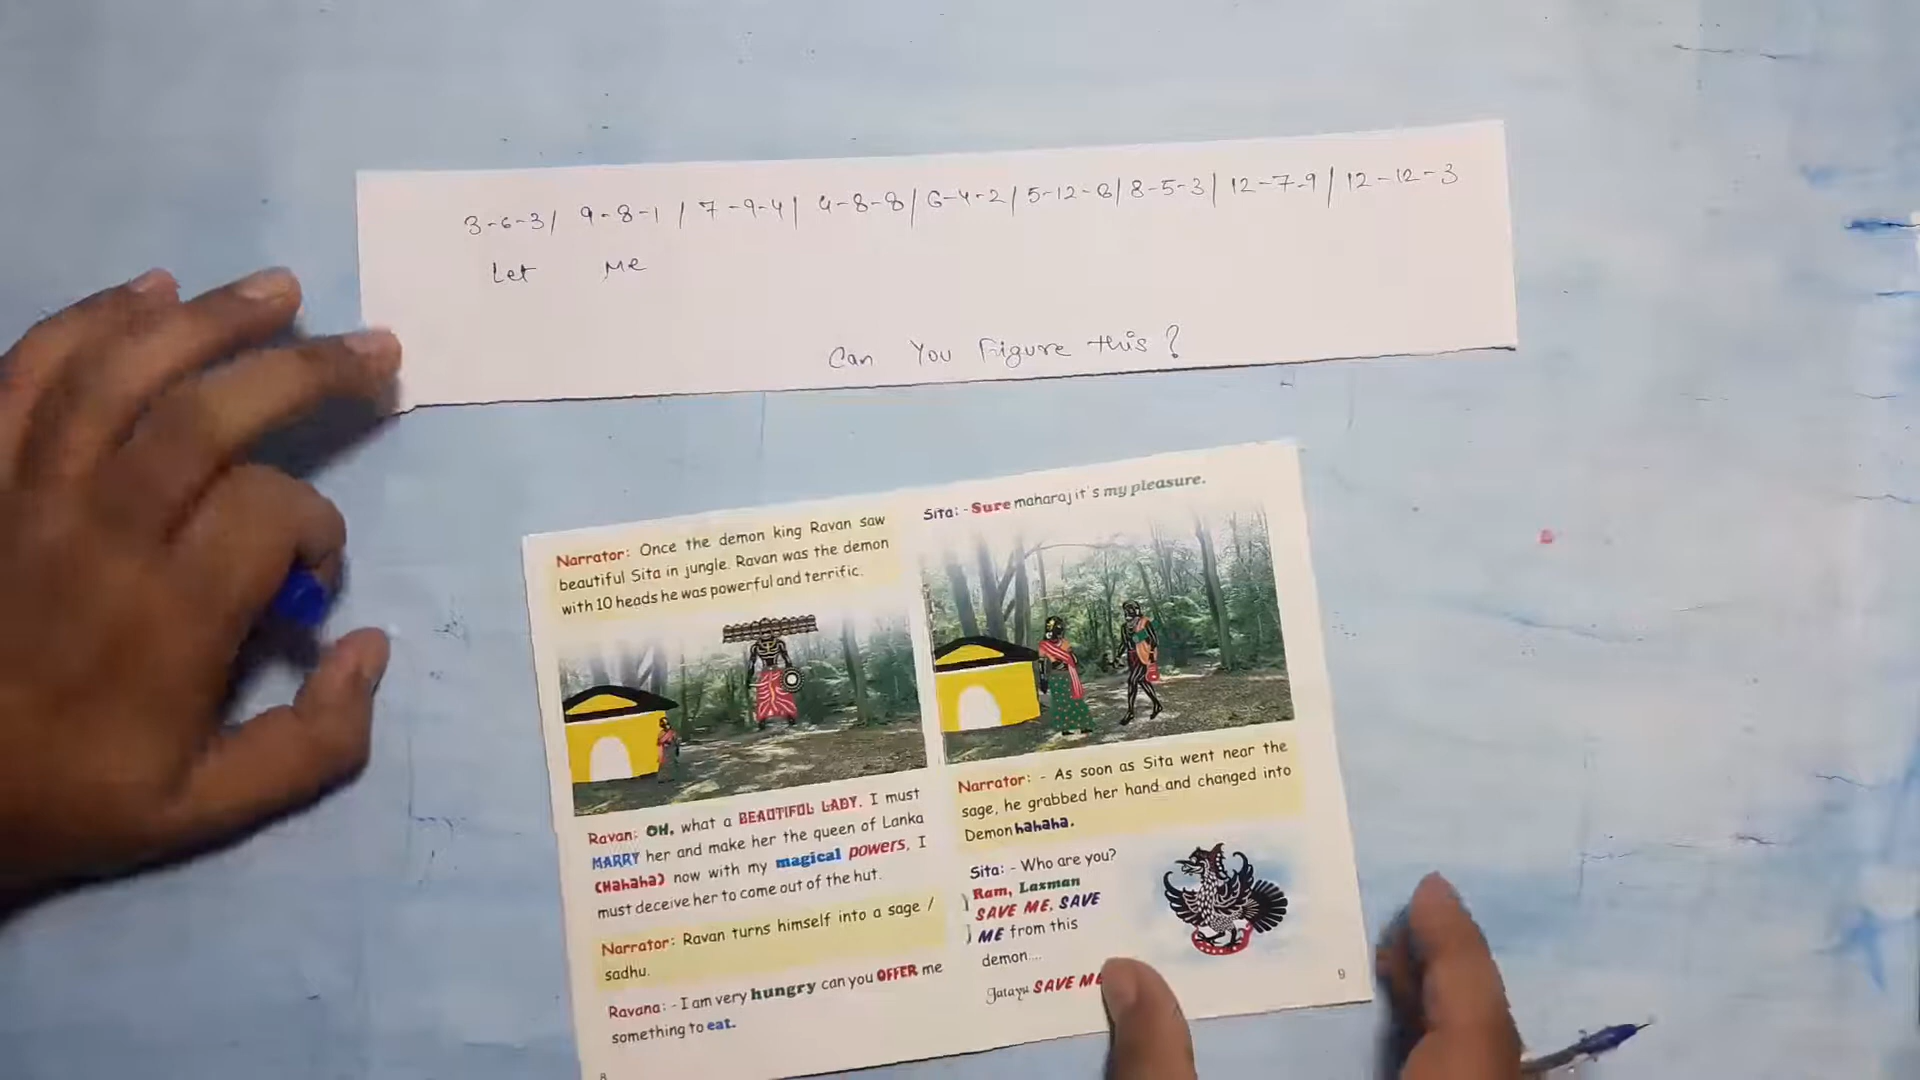 3-6-3 / 9-8-1 / 7-9-4 / 4-8-8 / 6-4-2 / 5-12-8 / 8-5-3 / 12-7-9 / 12-12-3
Let Me
Can You Figure this ?
Narrator: Once the demon king Ravan saw
beautiful Sita in jungle. Ravan was the demon
with 10 heads he was powerful and terrific.
Ravan: OH, what a BEAUTIFUL LADY. I must
MARRY her and make her the queen of Lanka
(Hahaha) now with my magical powers, I
must deceive her to come out of the hut.
Narrator: Ravan turns himself into a sage /
sadhu.
Ravana: - I am very hungry can you OFFER me
something to eat.
8
Sita: - Sure maharaj it's my pleasure.
Narrator: - As soon as Sita went near the
sage, he grabbed her hand and changed into
Demon hahaha.
Sita: - Who are you?
Ram, Laxman
SAVE ME, SAVE
ME from this
demon....
Jatayu SAVE ME
9